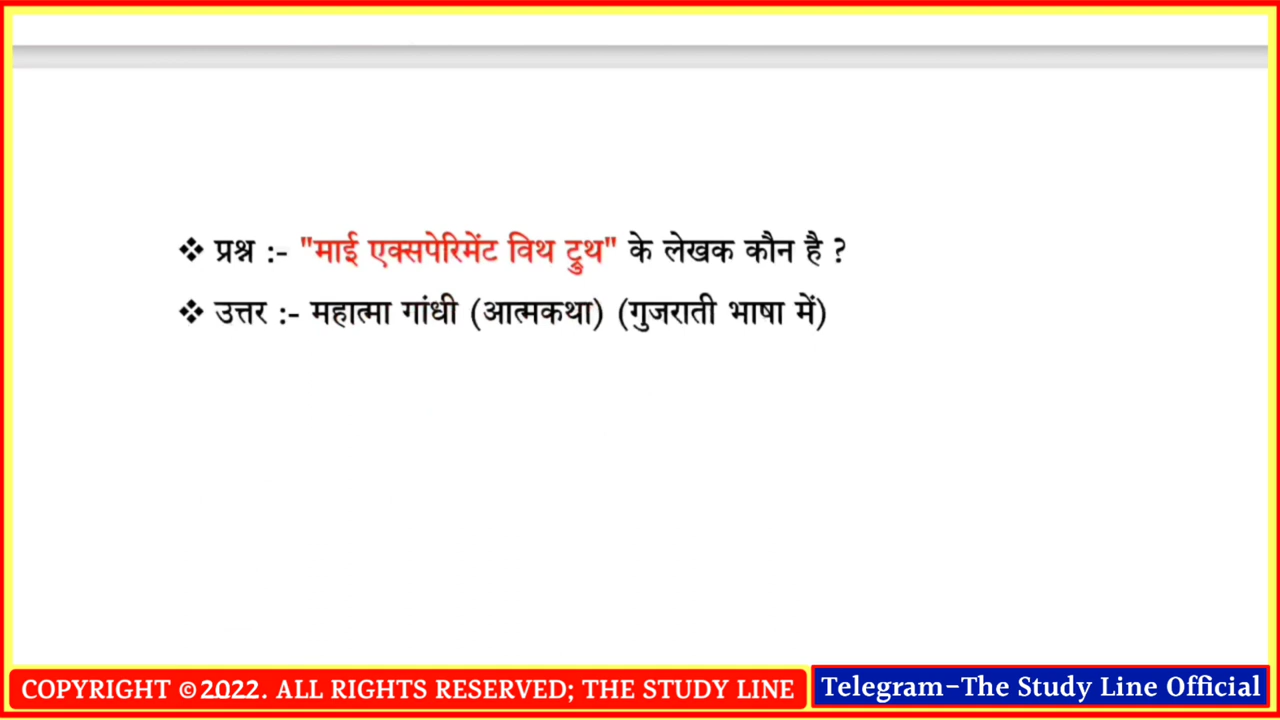 ❖ प्रश्न :- "माई एक्सपेरिमेंट विथ ट्रुथ" के लेखक कौन है ?
❖ उत्तर :- महात्मा गांधी (आत्मकथा) (गुजराती भाषा में)
COPYRIGHT ©2022. ALL RIGHTS RESERVED; THE STUDY LINE
Telegram-The Study Line Official